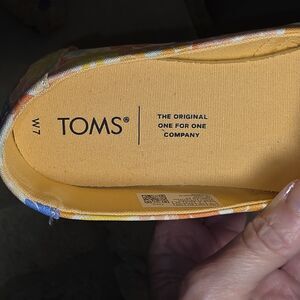 W7
TOMS®
THE ORIGINAL
ONE FOR ONE
COMPANY